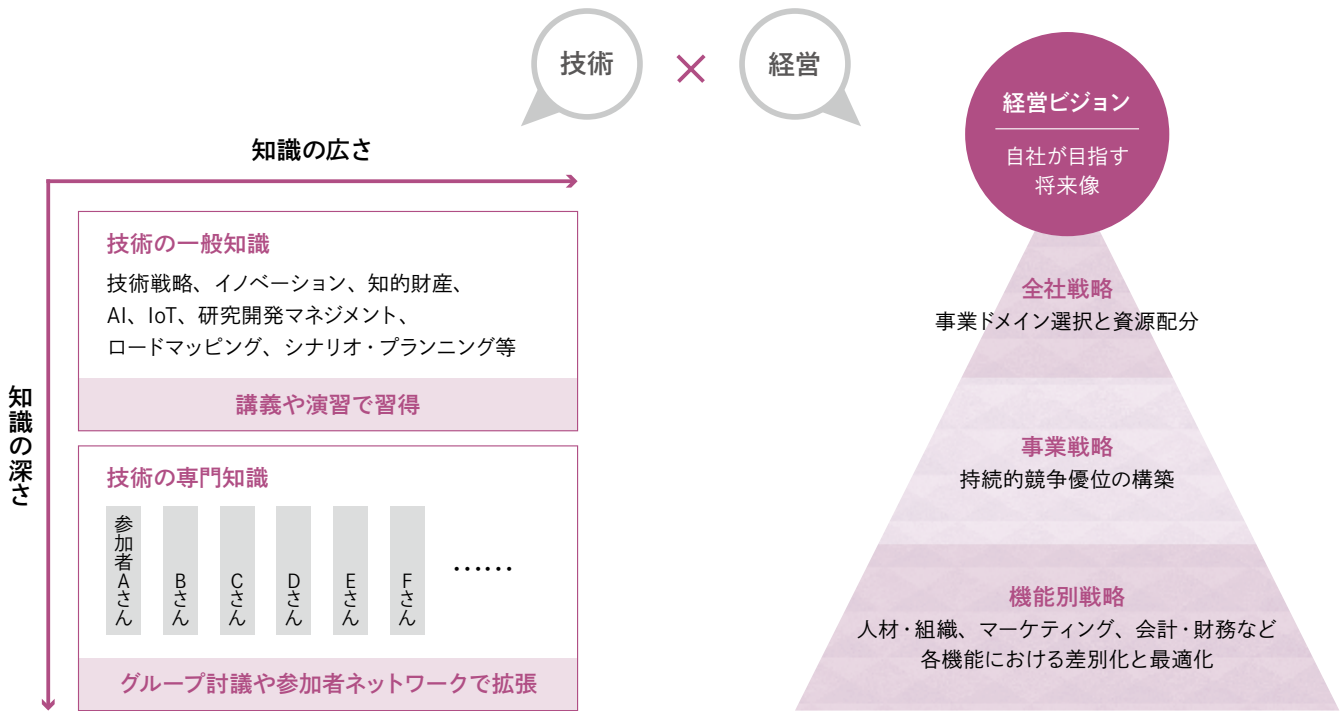 技術
×
経営
知識の広さ
知識の深さ
技術の一般知識
技術戦略、イノベーション、知的財産、
AI、IoT、研究開発マネジメント、
ロードマッピング、シナリオ・プランニング等
講義や演習で習得
技術の専門知識
参加者Aさん
Bさん
Cさん
Dさん
Eさん
Fさん
……
グループ討議や参加者ネットワークで拡張
経営ビジョン
自社が目指す
将来像
全社戦略
事業ドメイン選択と資源配分
事業戦略
持続的競争優位の構築
機能別戦略
人材・組織、マーケティング、会計・財務など
各機能における差別化と最適化